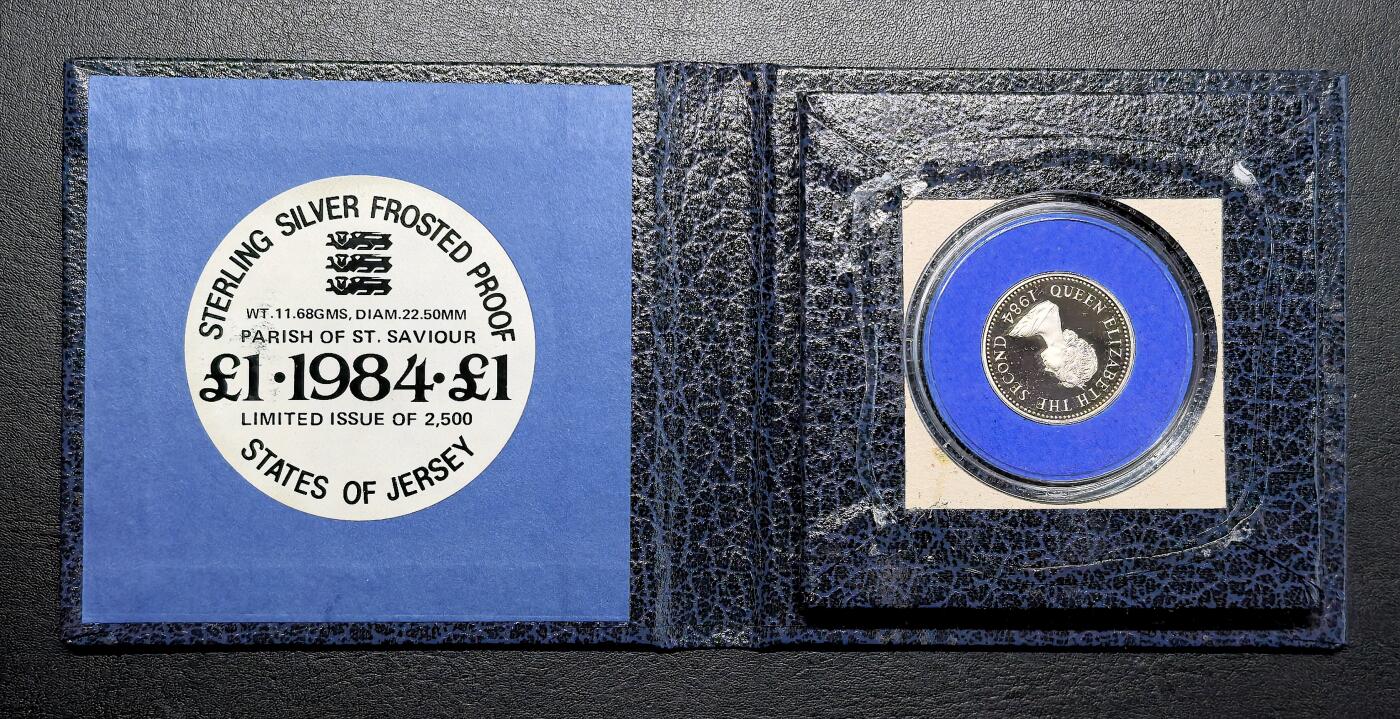 STERLING SILVER FROSTED PROOF
WT.11.68GMS, DIAM.22.50MM
PARISH OF ST. SAVIOUR
£1·1984·£1
LIMITED ISSUE OF 2,500
STATES OF JERSEY
QUEEN ELIZABETH THE SECOND 1984